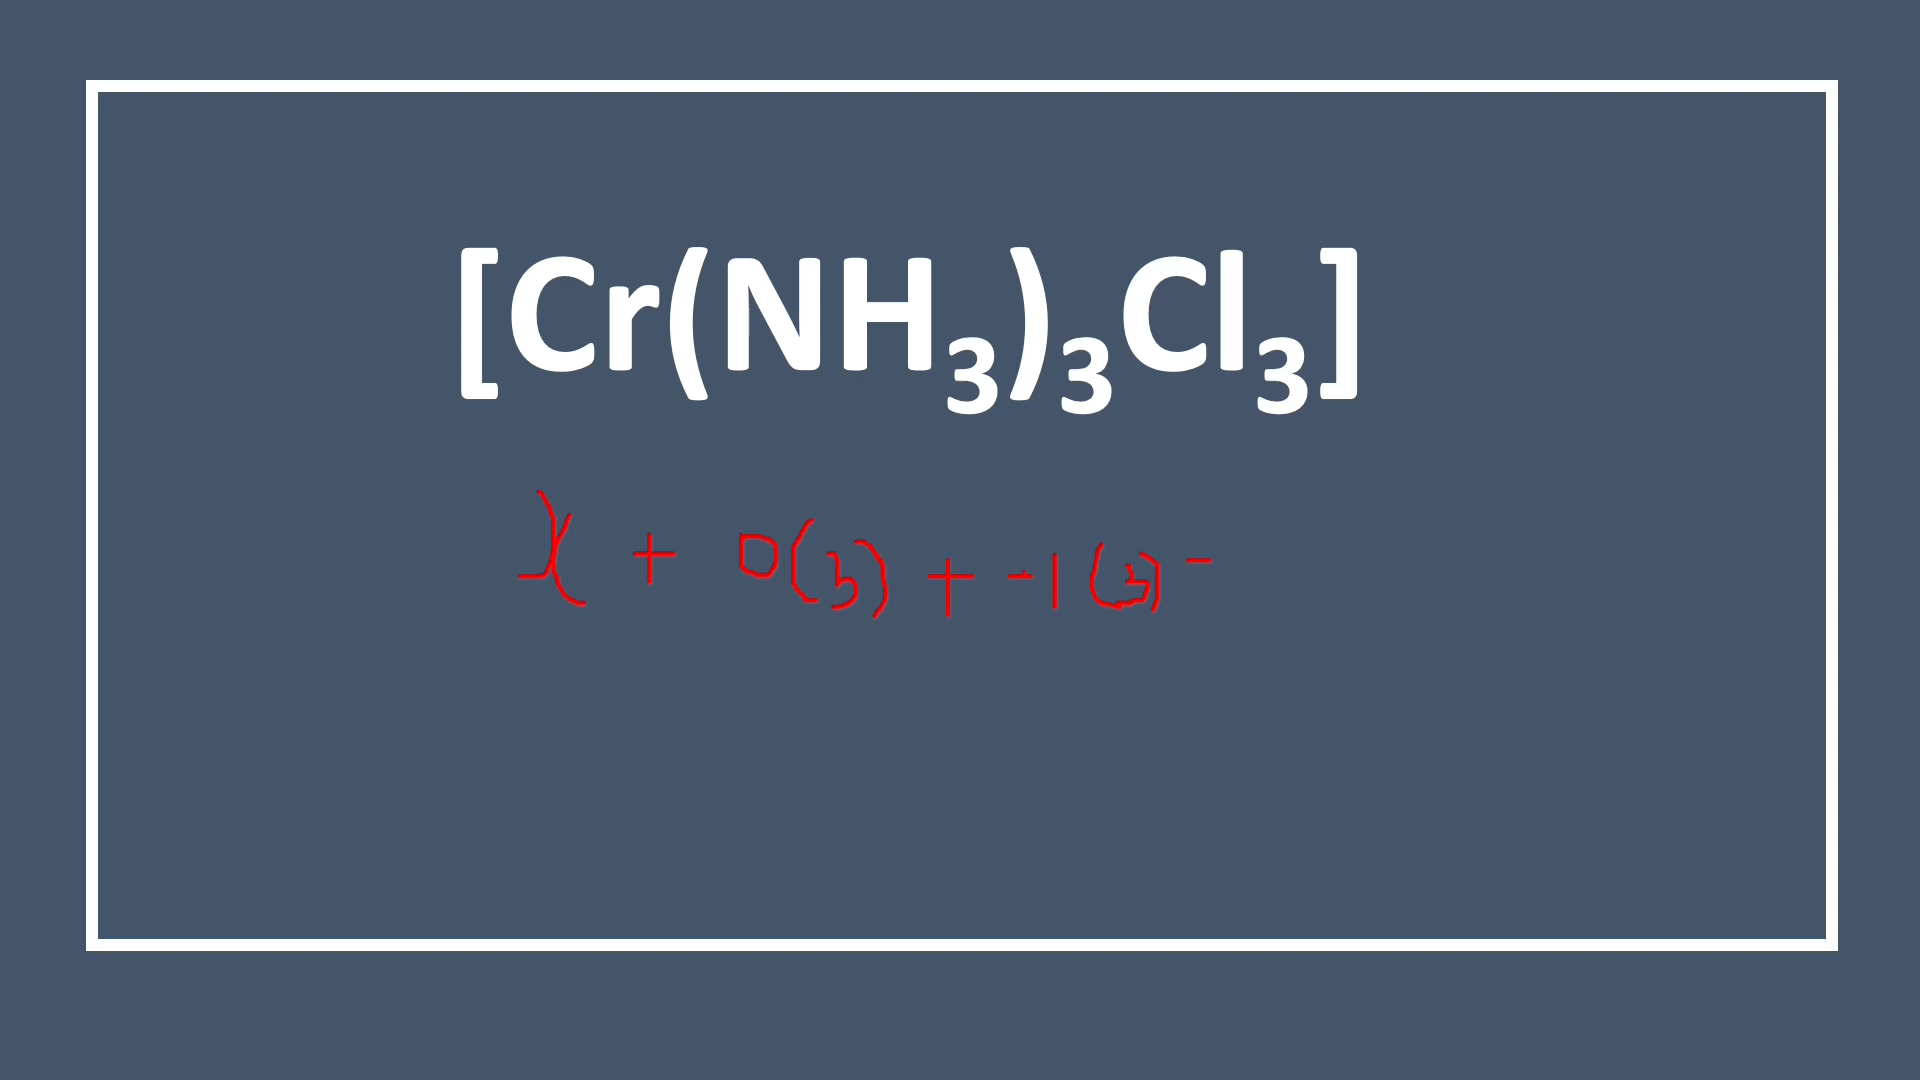 [Cr(NH₃)₃Cl₃]
x + 0(3) + -1(3) -